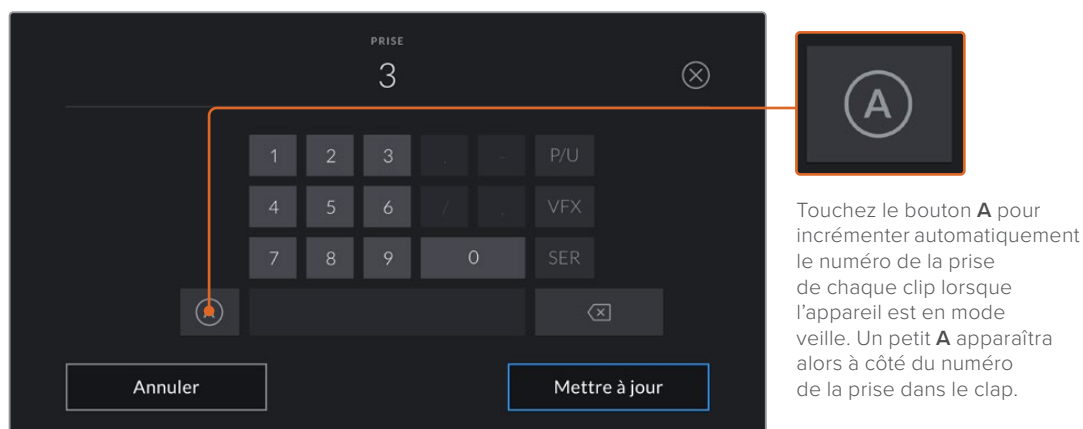 PRISE
3
1 2 3 . - P/U
4 5 6 / , VFX
7 8 9 0 SER
Annuler
Mettre à jour
A
Touchez le bouton A pour
incrémenter automatiquement
le numéro de la prise
de chaque clip lorsque
l’appareil est en mode
veille. Un petit A apparaîtra
alors à côté du numéro
de la prise dans le clap.